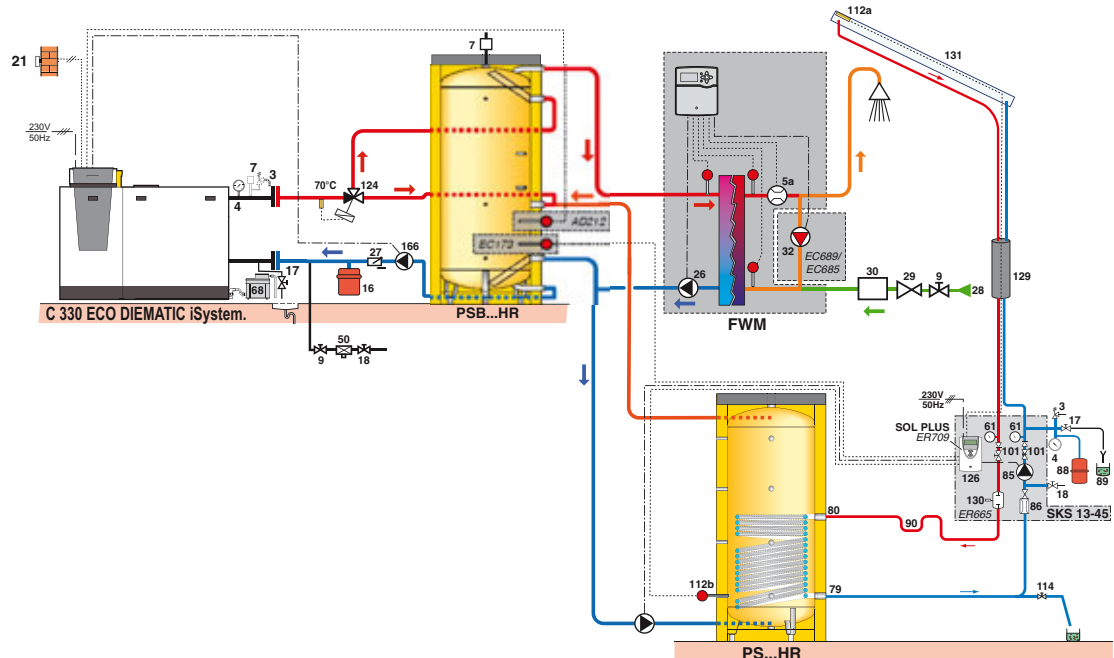 112a
131
21
7
230V
50Hz
7
3
4
70°C
124
5a
AD212
EC173
32
EC689/
EC685
27
166
16
17
68
26
30
29
9
28
129
C 330 ECO DIEMATIC iSystem.
PSB...HR
FWM
9
50
18
230V
50Hz
SOL PLUS
ER709
61
61
3
17
101
101
4
126
85
88
89
18
130
86
ER665
SKS 13-45
80
90
112b
79
114
PS...HR